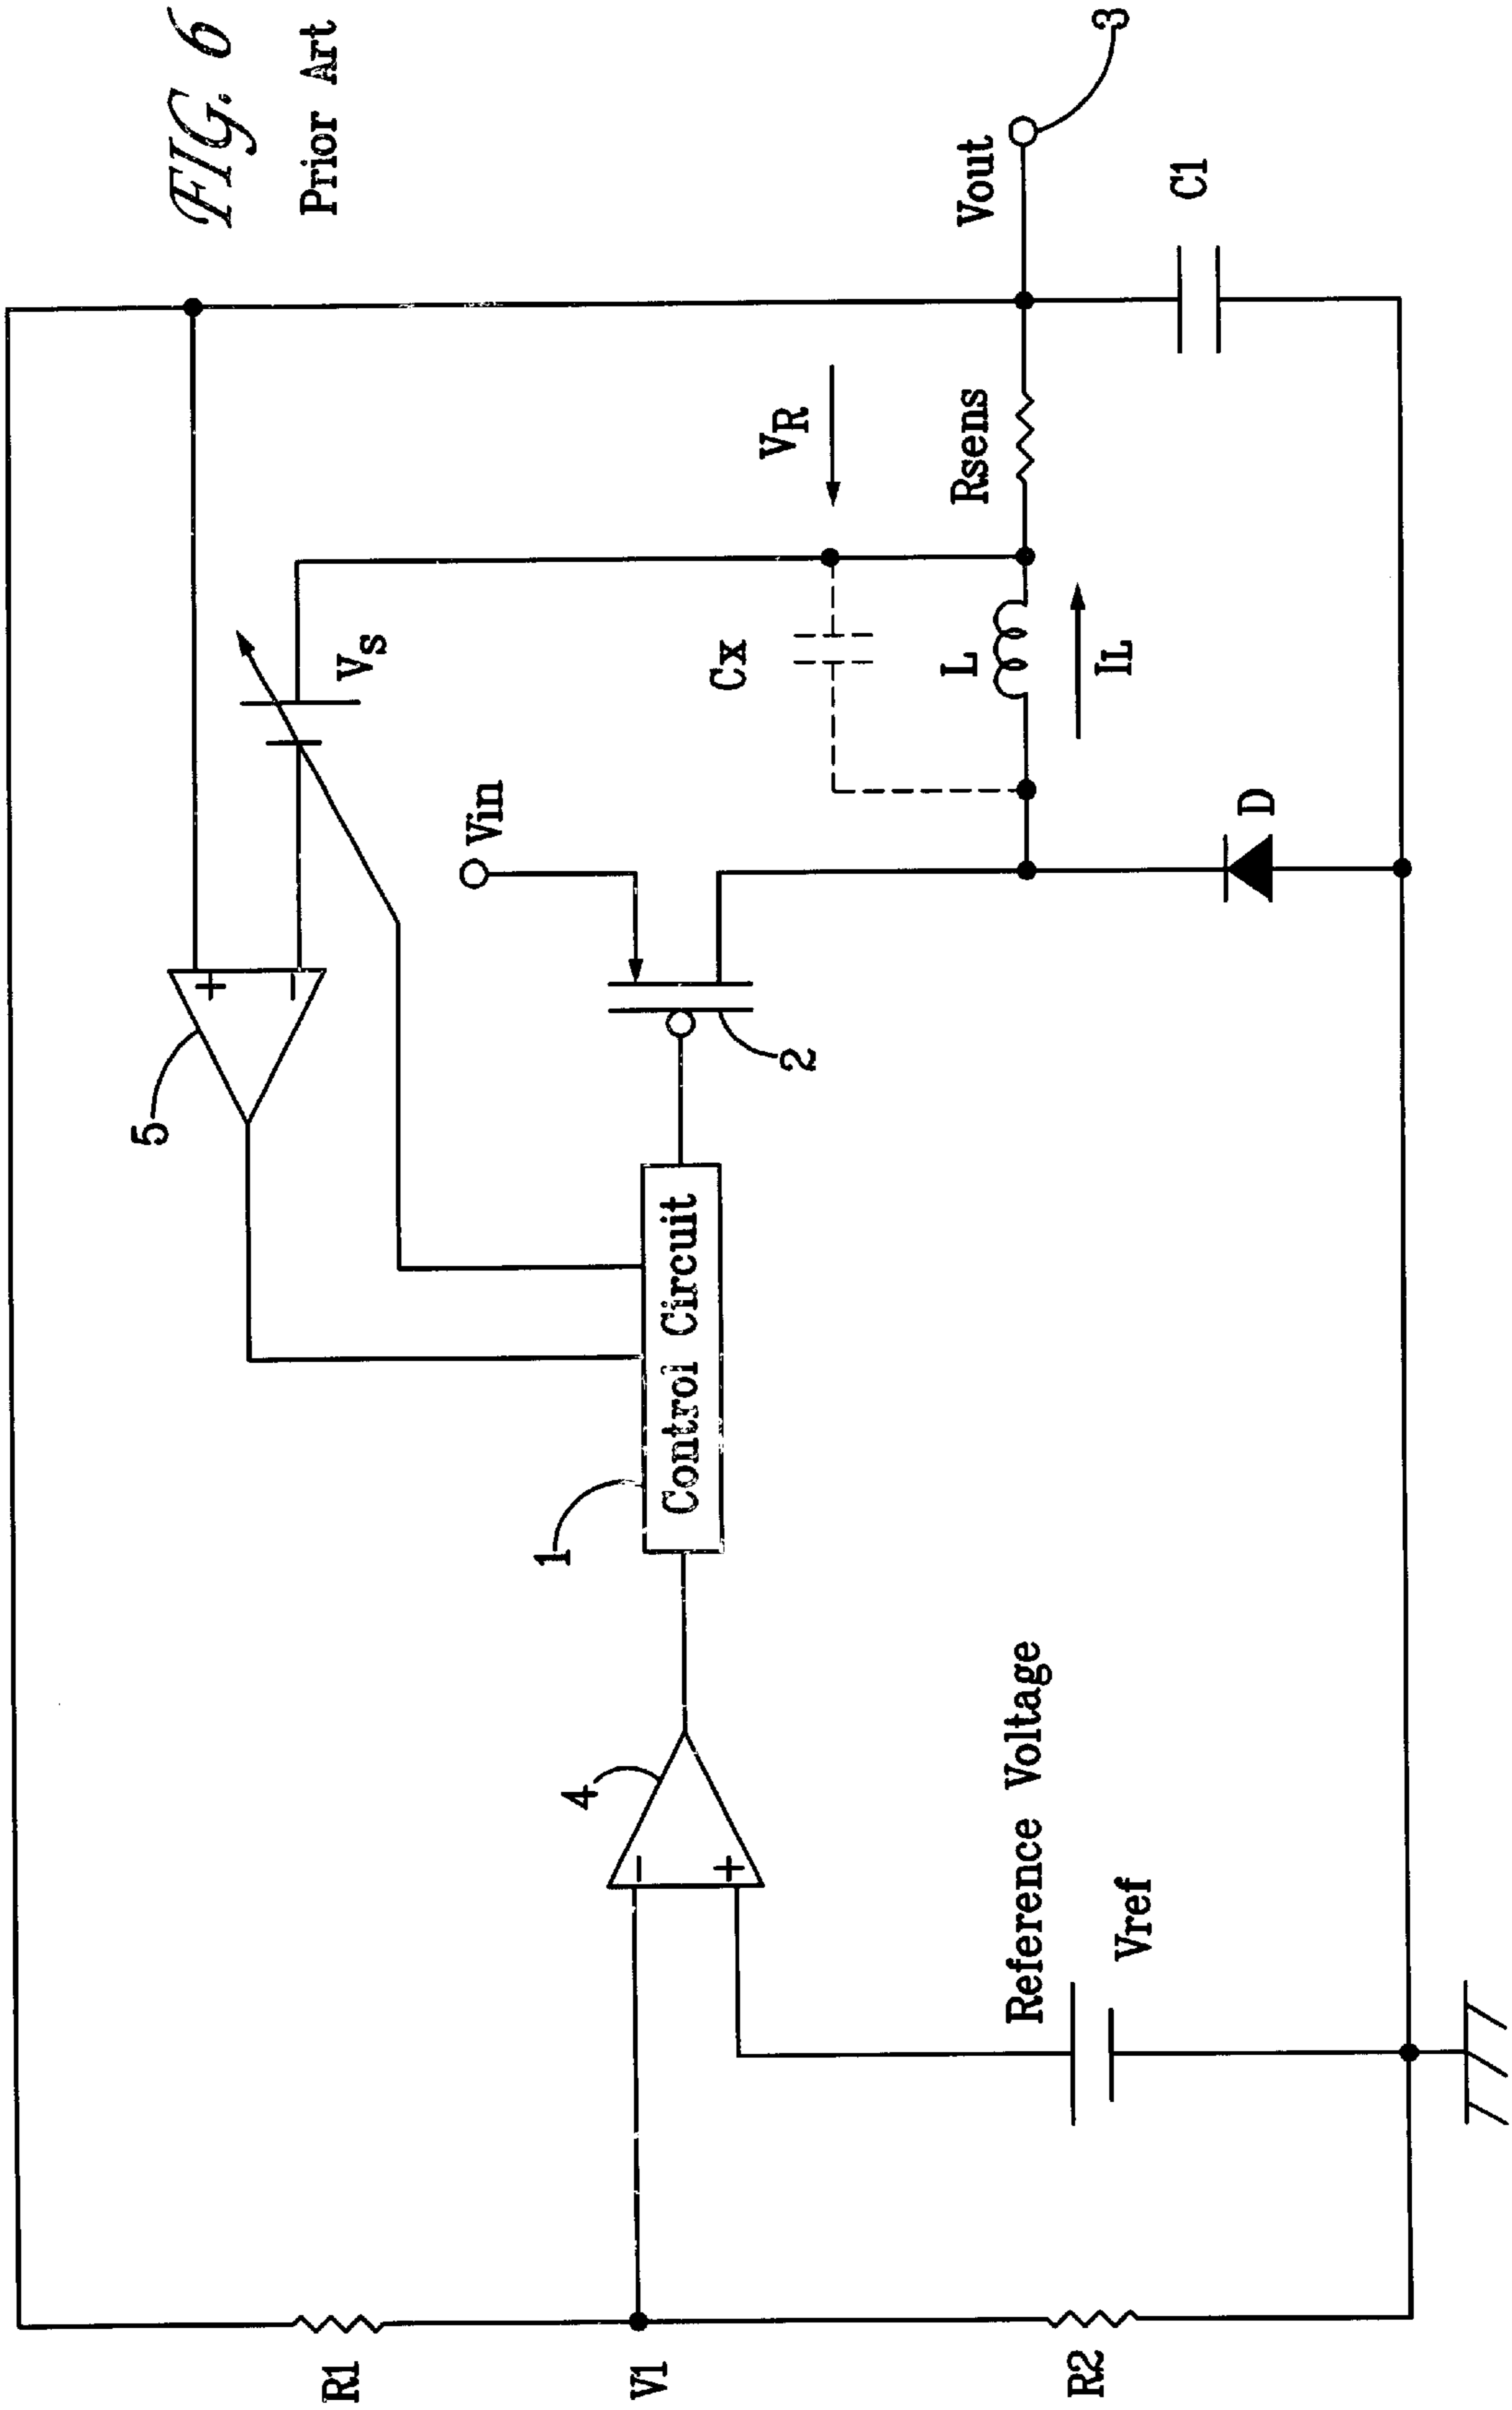 FIG. 6
Prior Art
5
+
−
VS
Vin
1
Control Circuit
2
4
−
+
R1
V1
R2
Reference Voltage
Vref
Cx
VR
L
IL
Rsens
Vout
3
D
C1